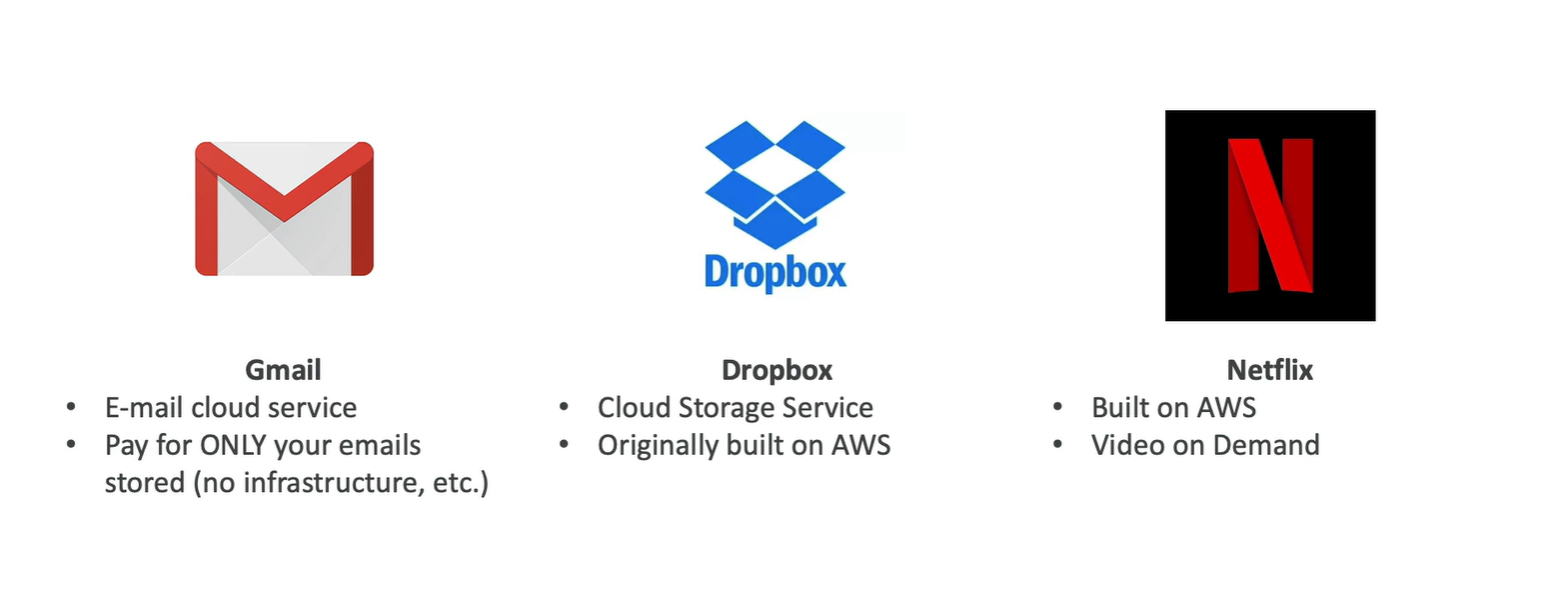 Dropbox
Gmail
• E-mail cloud service
• Pay for ONLY your emails
stored (no infrastructure, etc.)
Dropbox
• Cloud Storage Service
• Originally built on AWS
Netflix
• Built on AWS
• Video on Demand